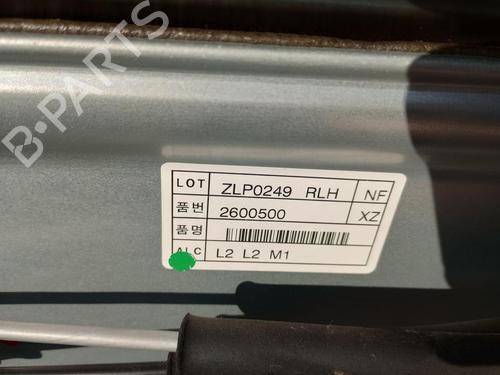 B-PARTS
LOT ZLP0249 RLH NF
품번 2600500 XZ
품명
ALC L2 L2 M1